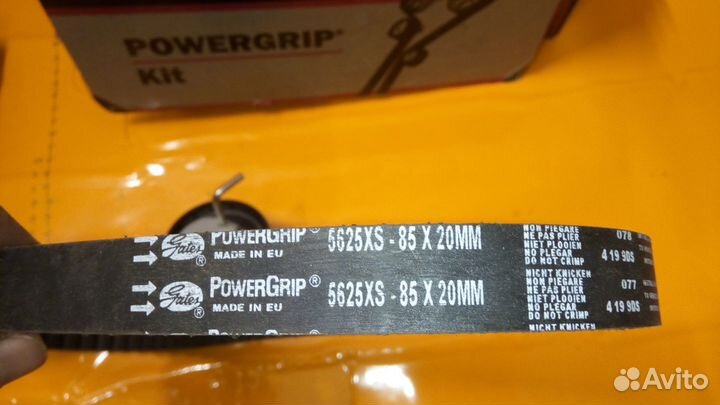 POWERGRIP®
Kit
Gates
®
POWERGRIP® 5625XS - 85 X 20MM
MADE IN EU
NON PIEGARE
NE PAS PLIER
NIET PLOOIEN
NO PLEGAR
DO NOT CRIMP
078
4 19 9DS
Gates
®
POWERGRIP® 5625XS - 85 X 20MM
MADE IN EU
NICHT KNICKEN
NON PIEGARE
NE PAS PLIER
NIET PLOOIEN
NO PLEGAR
DO NOT CRIMP
077
4 19 9DS
NICHT KNICKEN
Avito